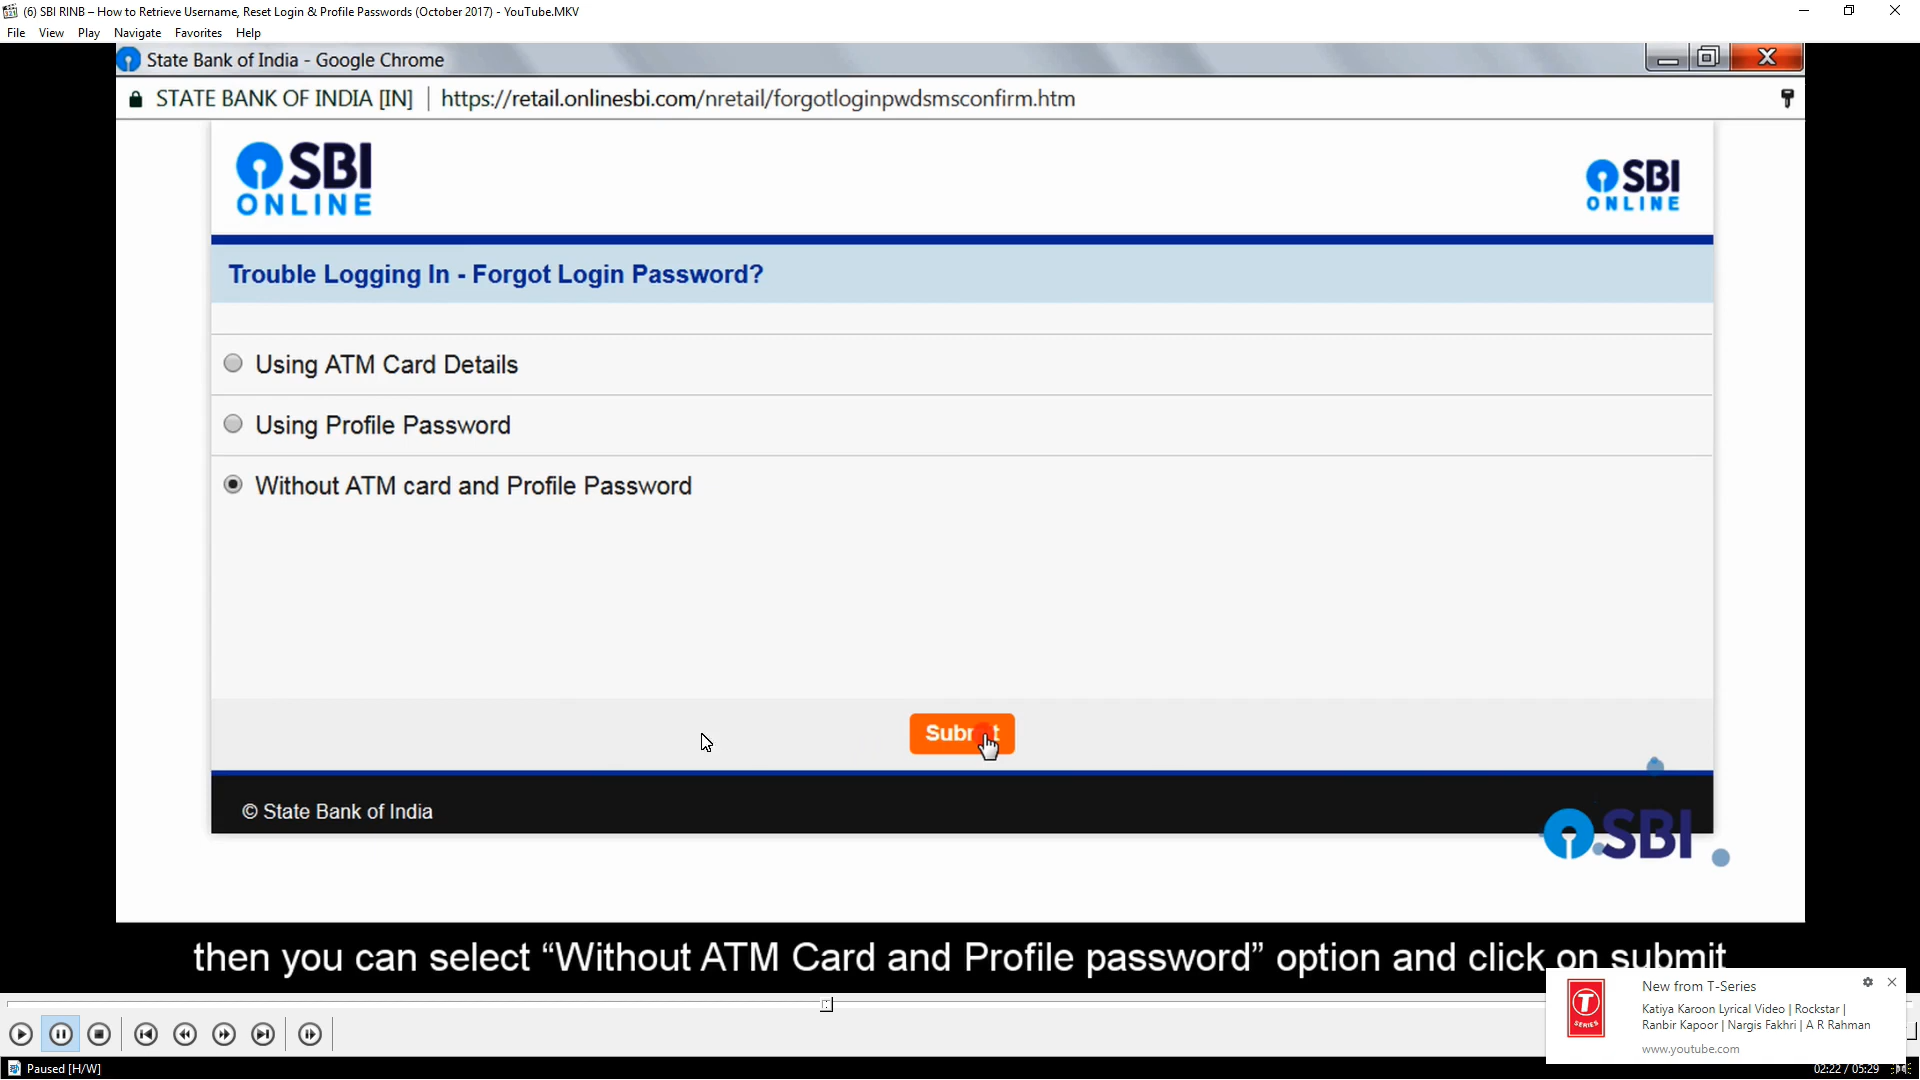 (6) SBI RINB – How to Retrieve Username, Reset Login & Profile Passwords (October 2017) - YouTube.MKV
File View Play Navigate Favorites Help
State Bank of India - Google Chrome
STATE BANK OF INDIA [IN] https://retail.onlinesbi.com/nretail/forgotloginpwdsmsconfirm.htm
SBI
ONLINE
SBI
ONLINE
Trouble Logging In - Forgot Login Password?
Using ATM Card Details
Using Profile Password
Without ATM card and Profile Password
Submit
© State Bank of India
SBI
then you can select “Without ATM Card and Profile password” option and click on submit
New from T-Series
Katiya Karoon Lyrical Video | Rockstar |
Ranbir Kapoor | Nargis Fakhri | A R Rahman
www.youtube.com
T
SERIES
Paused [H/W]
02:22 / 05:29